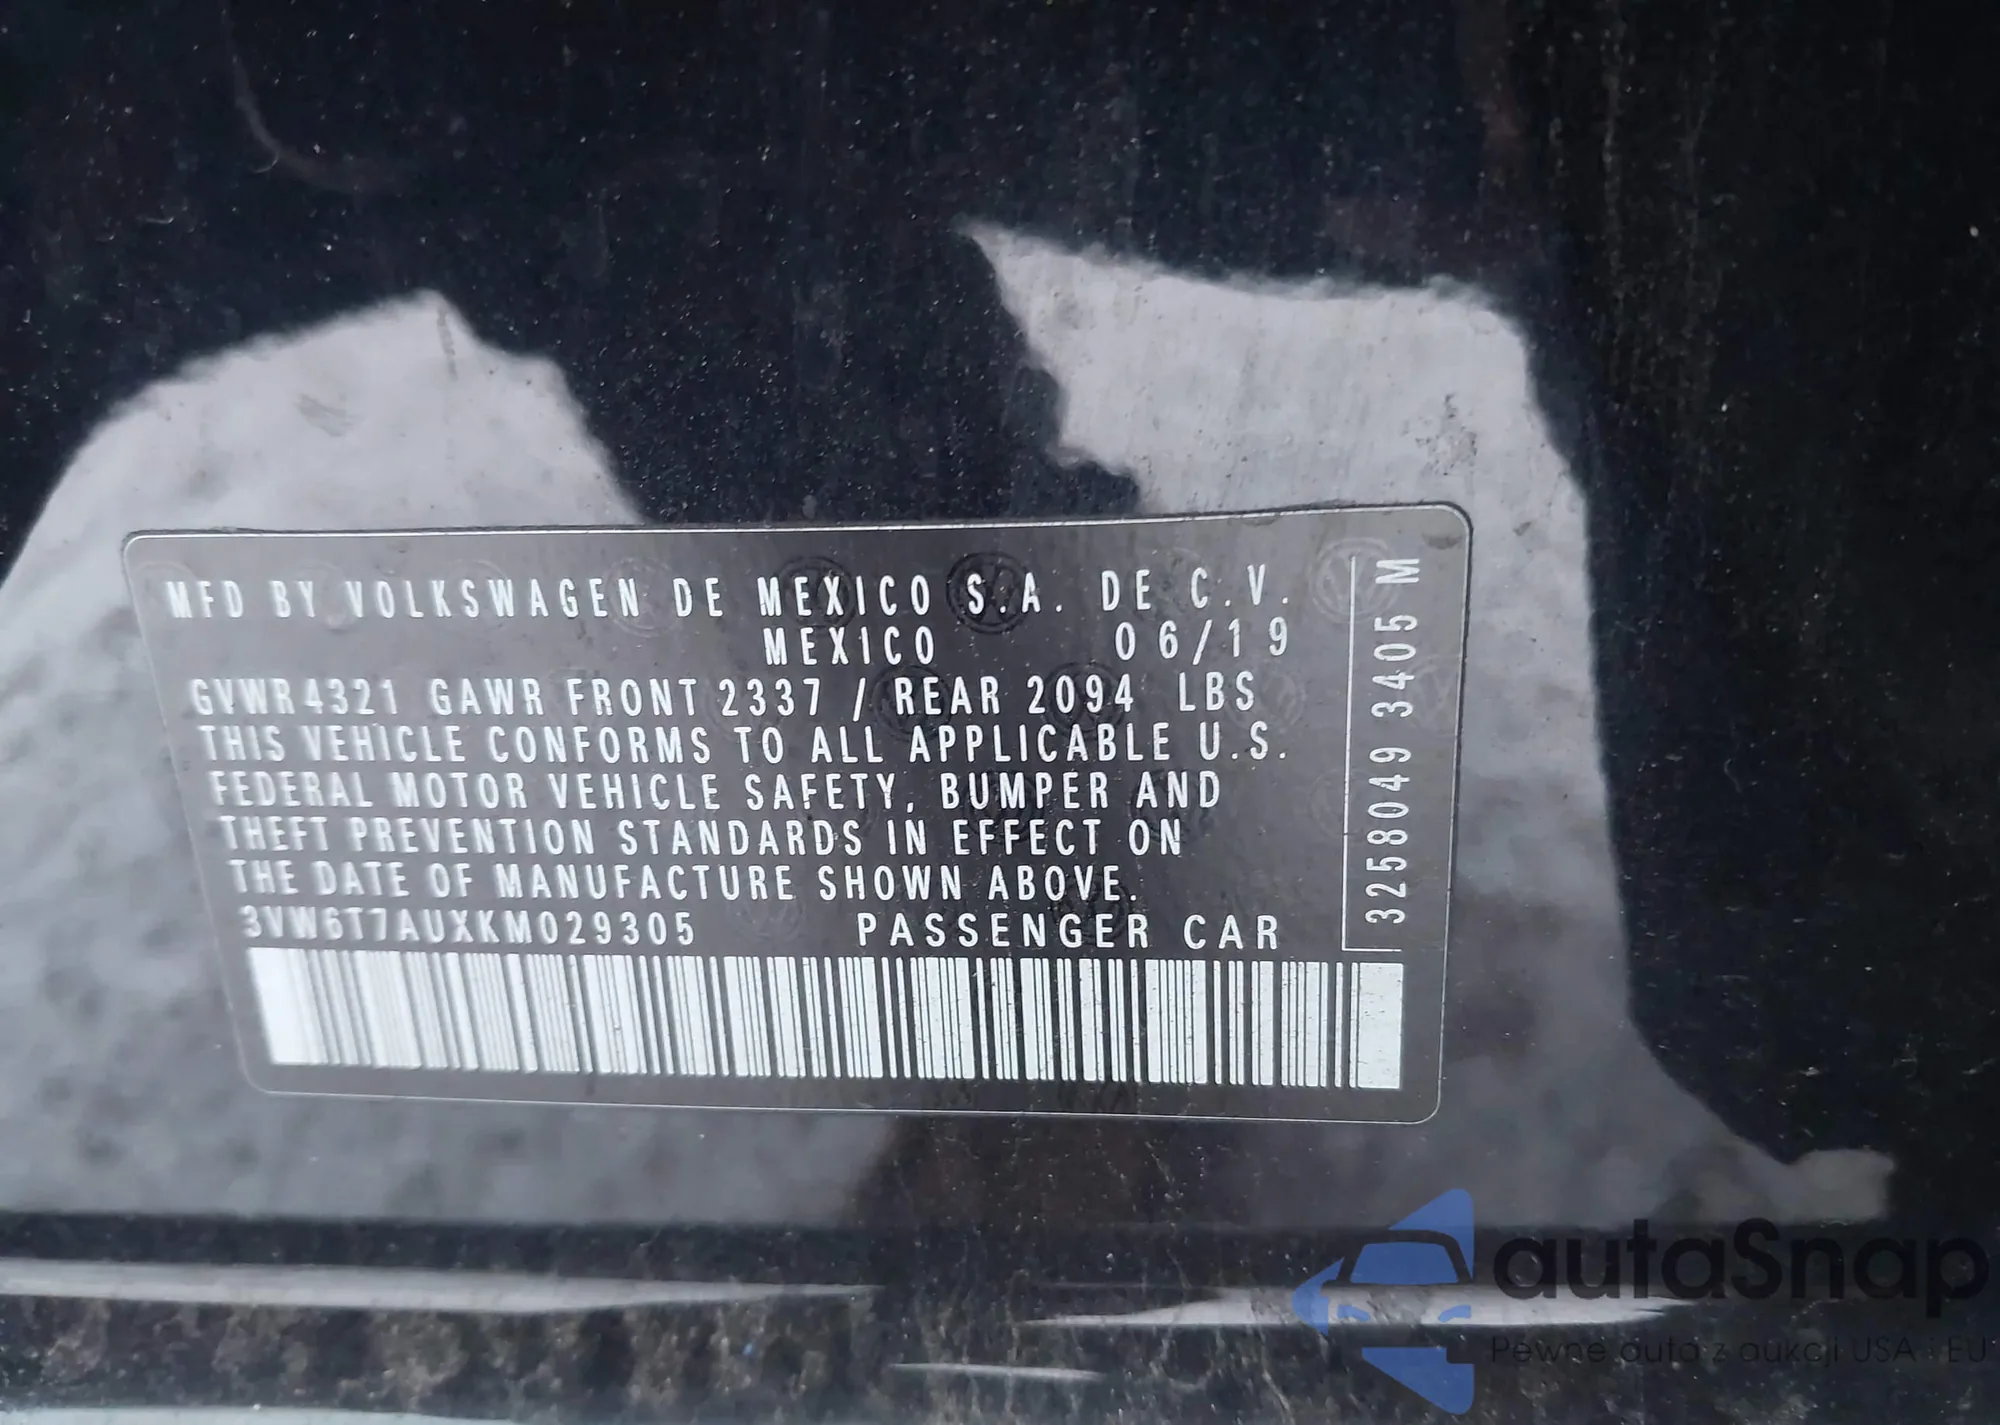 MFD BY VOLKSWAGEN DE MEXICO S.A. DE C.V.
MEXICO 06/19
GVWR 4321 GAWR FRONT 2337 / REAR 2094 LBS
THIS VEHICLE CONFORMS TO ALL APPLICABLE U.S.
FEDERAL MOTOR VEHICLE SAFETY, BUMPER AND
THEFT PREVENTION STANDARDS IN EFFECT ON
THE DATE OF MANUFACTURE SHOWN ABOVE.
3VW6T7AUXKM029305 PASSENGER CAR
3258049 3405 M
autaSnap
Pewne auta z aukcji USA i EU